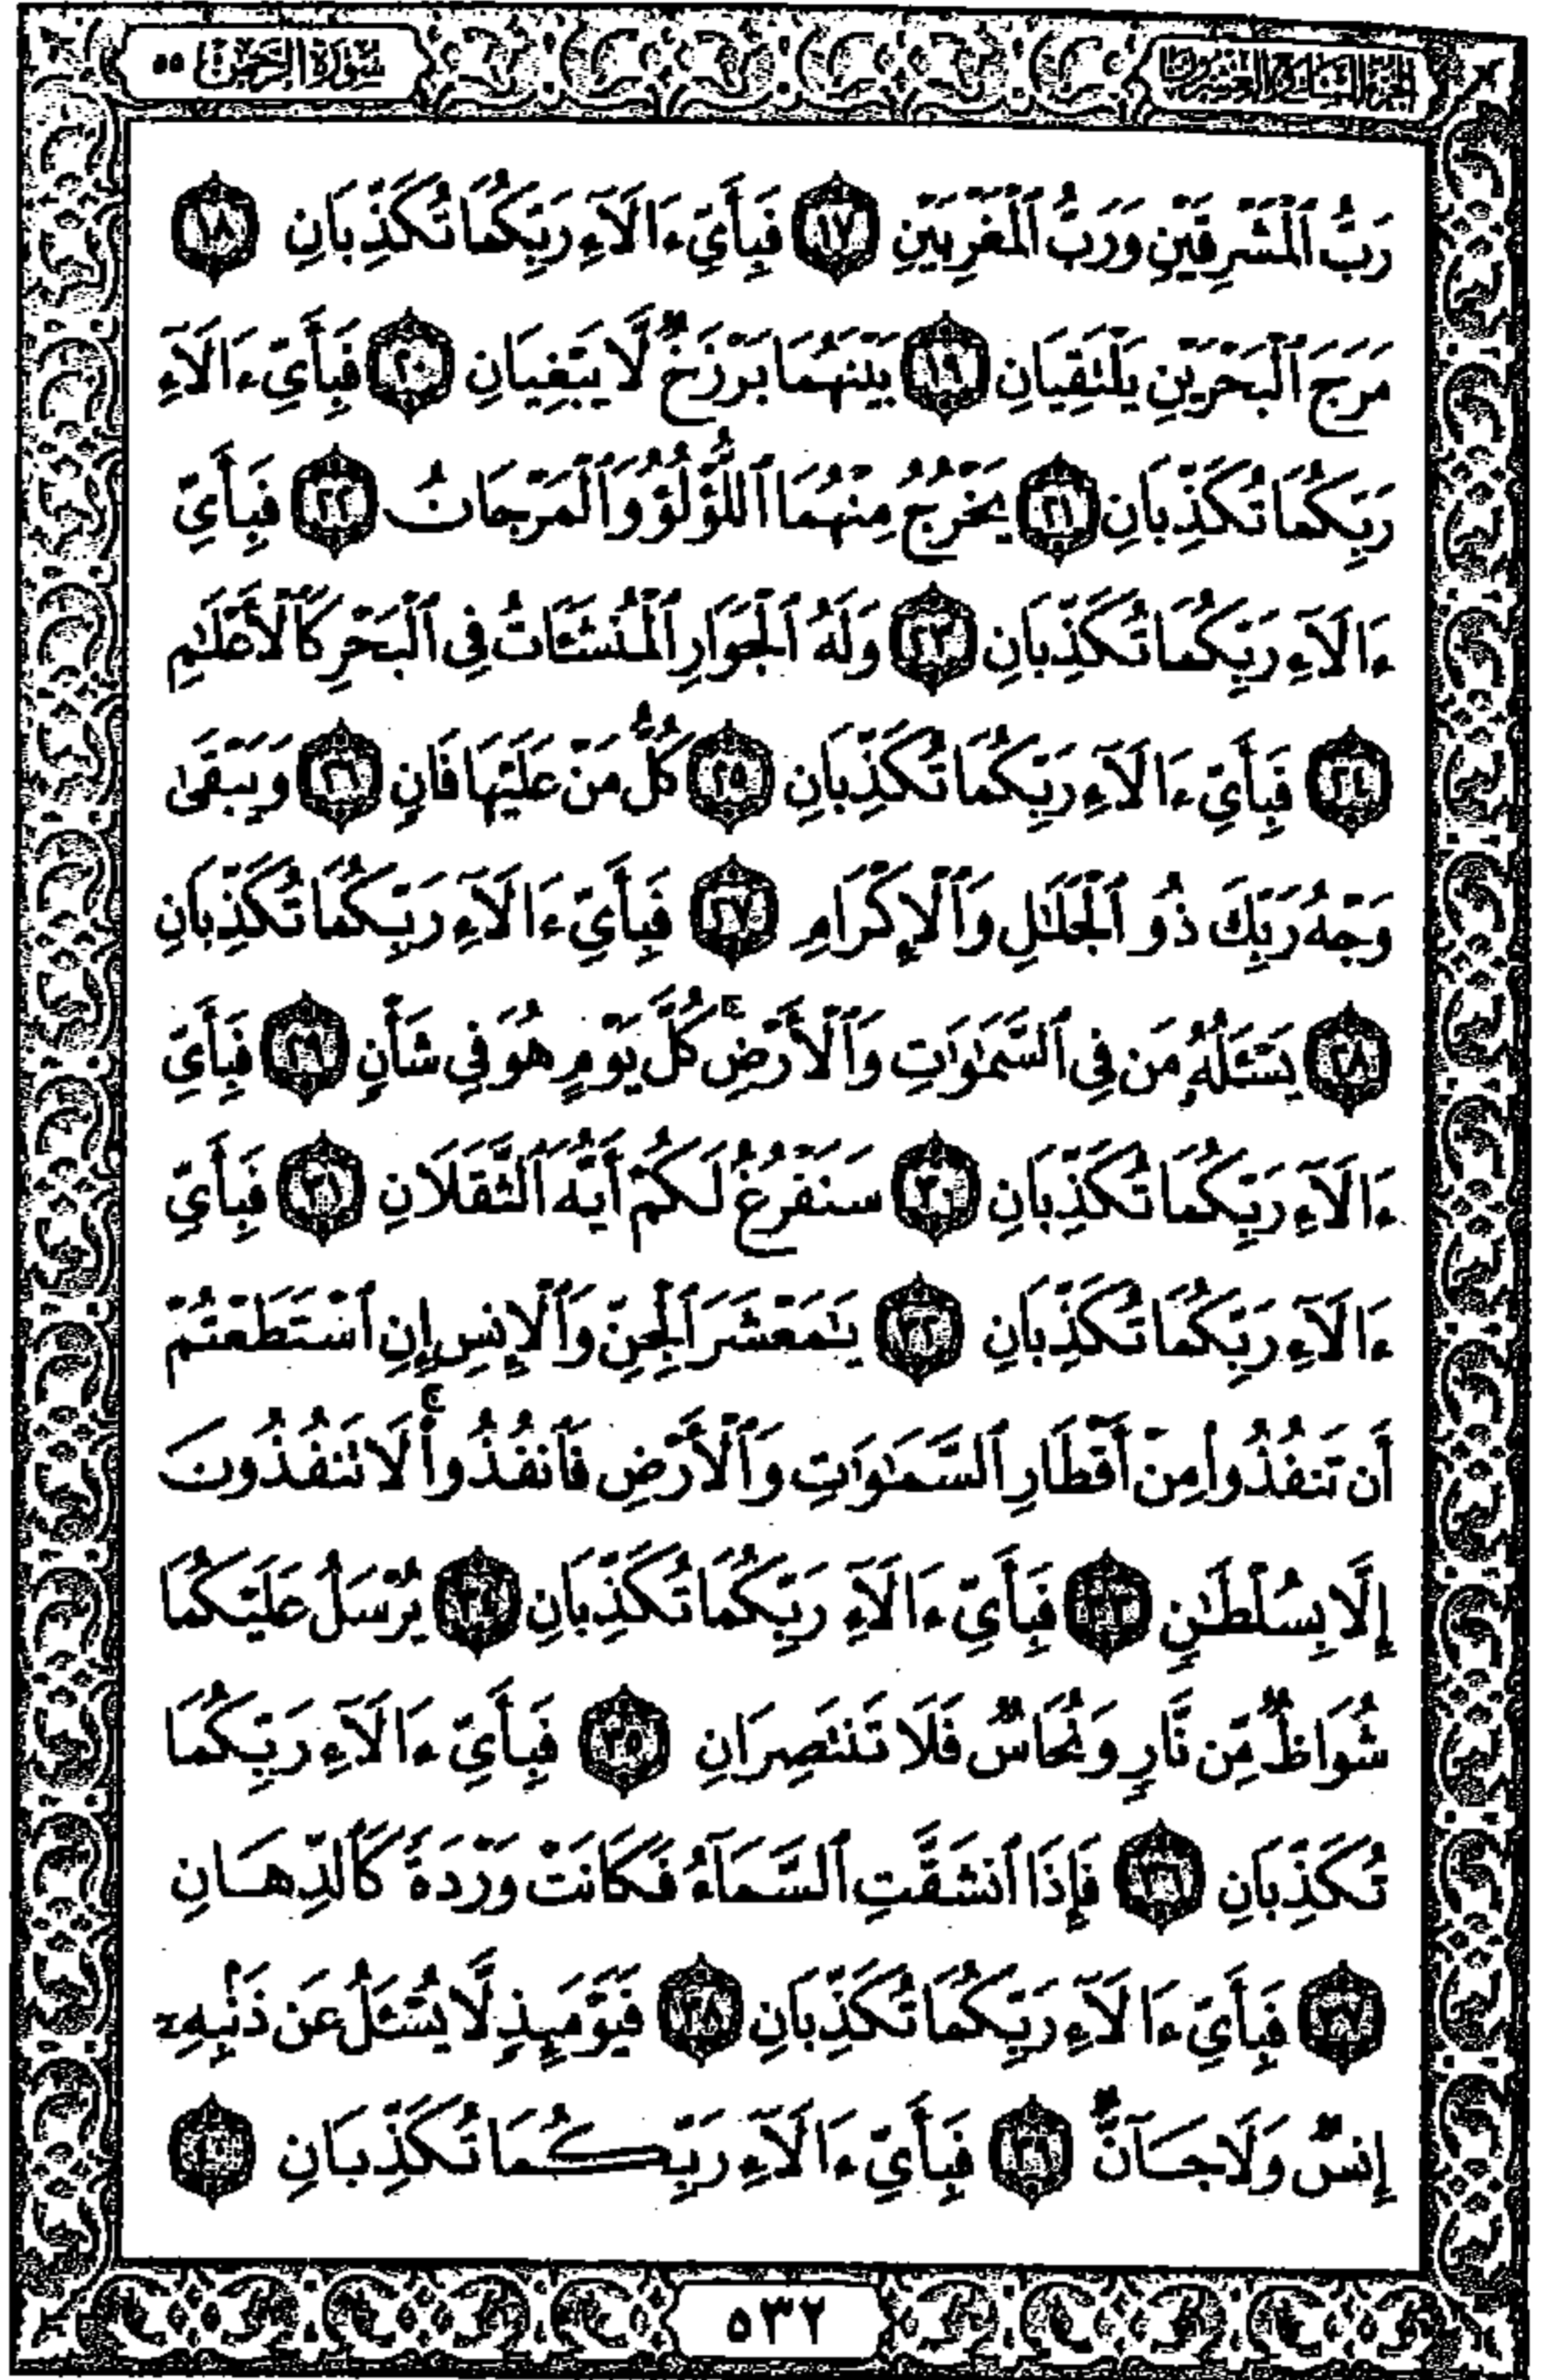 الجزء السابع والعشرون
سورة الرحمن ٥٥
رَبُّ ٱلْمَشْرِقَيْنِ وَرَبُّ ٱلْمَغْرِبَيْنِ ١٧ فَبِأَيِّ ءَالَآءِ رَبِّكُمَا تُكَذِّبَانِ ١٨
مَرَجَ ٱلْبَحْرَيْنِ يَلْتَقِيَانِ ١٩ بَيْنَهُمَا بَرْزَخٌ لَّا يَبْغِيَانِ ٢٠ فَبِأَيِّ ءَالَآءِ
رَبِّكُمَا تُكَذِّبَانِ ٢١ يَخْرُجُ مِنْهُمَا ٱللُّؤْلُؤُ وَٱلْمَرْجَانُ ٢٢ فَبِأَيِّ
ءَالَآءِ رَبِّكُمَا تُكَذِّبَانِ ٢٣ وَلَهُ ٱلْجَوَارِ ٱلْمُنشَـَٔاتُ فِى ٱلْبَحْرِ كَٱلْأَعْلَٰمِ
٢٤ فَبِأَيِّ ءَالَآءِ رَبِّكُمَا تُكَذِّبَانِ ٢٥ كُلُّ مَنْ عَلَيْهَا فَانٍ ٢٦ وَيَبْقَىٰ
وَجْهُ رَبِّكَ ذُو ٱلْجَلَٰلِ وَٱلْإِكْرَامِ ٢٧ فَبِأَيِّ ءَالَآءِ رَبِّكُمَا تُكَذِّبَانِ
٢٨ يَسْـَٔلُهُۥ مَن فِى ٱلسَّمَٰوَٰتِ وَٱلْأَرْضِ ۚ كُلَّ يَوْمٍ هُوَ فِى شَأْنٍ ٢٩ فَبِأَيِّ
ءَالَآءِ رَبِّكُمَا تُكَذِّبَانِ ٣٠ سَنَفْرُغُ لَكُمْ أَيُّهَ ٱلثَّقَلَانِ ٣١ فَبِأَيِّ
ءَالَآءِ رَبِّكُمَا تُكَذِّبَانِ ٣٢ يَٰمَعْشَرَ ٱلْجِنِّ وَٱلْإِنسِ إِنِ ٱسْتَطَعْتُمْ
أَن تَنفُذُوا۟ مِنْ أَقْطَارِ ٱلسَّمَٰوَٰتِ وَٱلْأَرْضِ فَٱنفُذُوا۟ ۚ لَا تَنفُذُونَ
إِلَّا بِسُلْطَٰنٍ ٣٣ فَبِأَيِّ ءَالَآءِ رَبِّكُمَا تُكَذِّبَانِ ٣٤ يُرْسَلُ عَلَيْكُمَا
شُوَاظٌ مِّن نَّارٍ وَنُحَاسٌ فَلَا تَنتَصِرَانِ ٣٥ فَبِأَيِّ ءَالَآءِ رَبِّكُمَا
تُكَذِّبَانِ ٣٦ فَإِذَا ٱنشَقَّتِ ٱلسَّمَآءُ فَكَانَتْ وَرْدَةً كَٱلدِّهَانِ
٣٧ فَبِأَيِّ ءَالَآءِ رَبِّكُمَا تُكَذِّبَانِ ٣٨ فَيَوْمَئِذٍ لَّا يُسْـَٔلُ عَن ذَنۢبِهِۦٓ
إِنسٌ وَلَا جَآنٌّ ٣٩ فَبِأَيِّ ءَالَآءِ رَبِّكُمَا تُكَذِّبَانِ ٤٠
٥٣٢